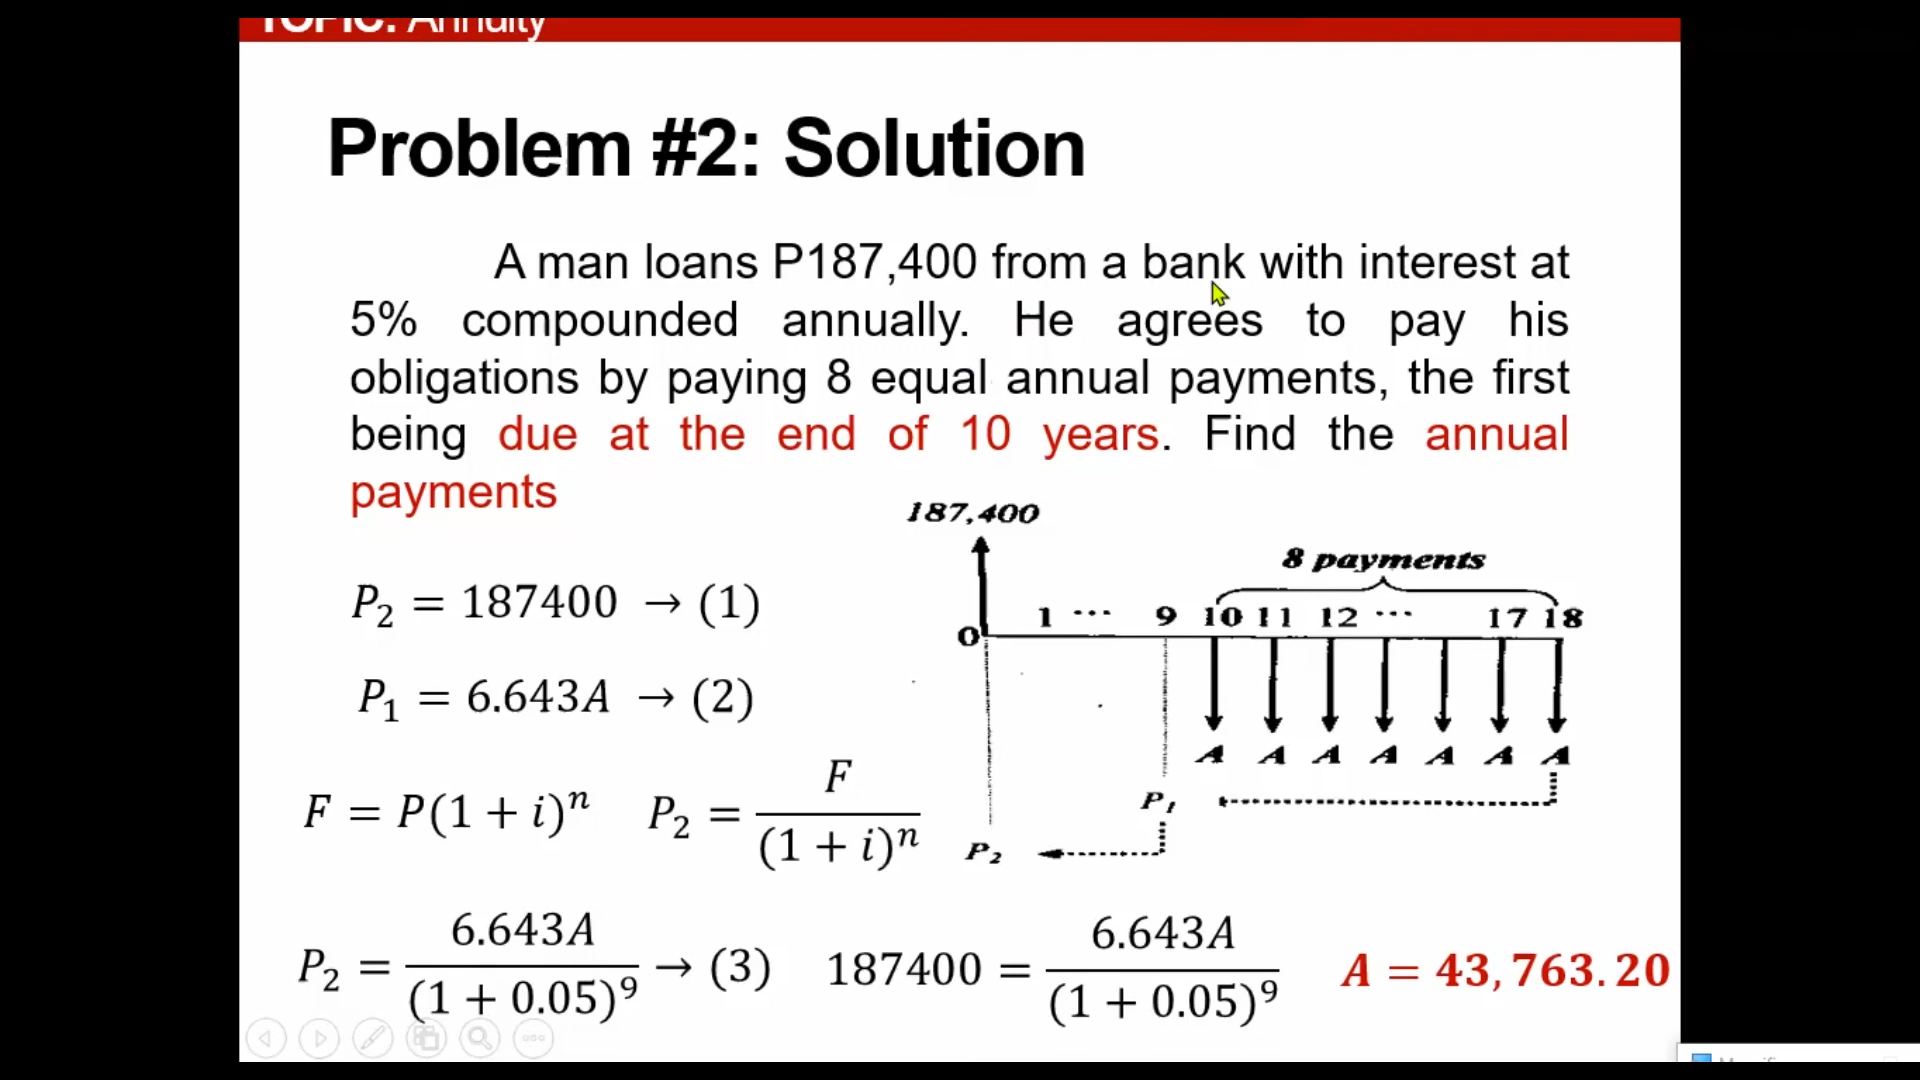 TOPIC: Annuity
Problem #2: Solution
A man loans P187,400 from a bank with interest at
5% compounded annually. He agrees to pay his
obligations by paying 8 equal annual payments, the first
being due at the end of 10 years. Find the annual
payments
187,400
8 payments
0 1 ... 9 10 11 12 ... 17 18
A A A A A A A
P₁
P₂
P₂ = 187400 → (1)
P₁ = 6.643A → (2)
F = P(1 + i)ⁿ P₂ = F / (1 + i)ⁿ
P₂ = 6.643A / (1 + 0.05)⁹ → (3) 187400 = 6.643A / (1 + 0.05)⁹ A = 43,763.20